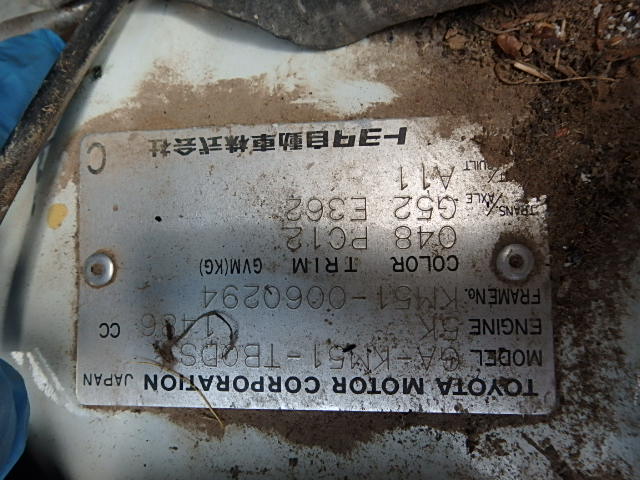 TOYOTA MOTOR CORPORATION JAPAN
MODEL GA-KM51-TBQDS
ENGINE 5K 1486 CC
FRAME No. KM51-0060294
COLOR TRIM GVM(KG)
048 PC12
TRANS/AXLE G52 E362
A11
トヨタ自動車株式会社
C